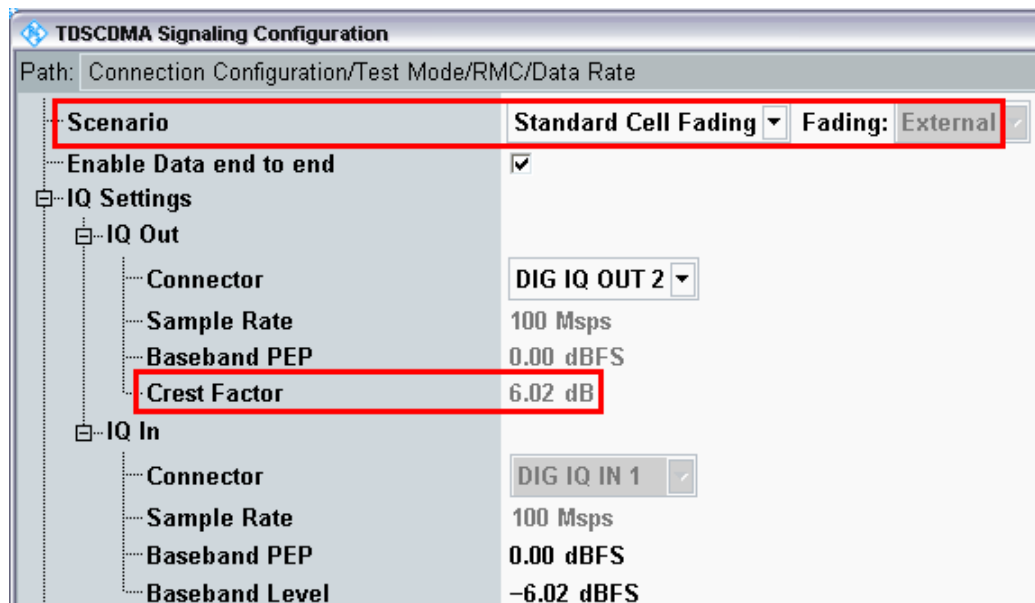 TDSCDMA Signaling Configuration
Path: Connection Configuration/Test Mode/RMC/Data Rate
Scenario Standard Cell Fading Fading: External
Enable Data end to end
IQ Settings
IQ Out
Connector DIG IQ OUT 2
Sample Rate 100 Msps
Baseband PEP 0.00 dBFS
Crest Factor 6.02 dB
IQ In
Connector DIG IQ IN 1
Sample Rate 100 Msps
Baseband PEP 0.00 dBFS
Baseband Level −6.02 dBFS